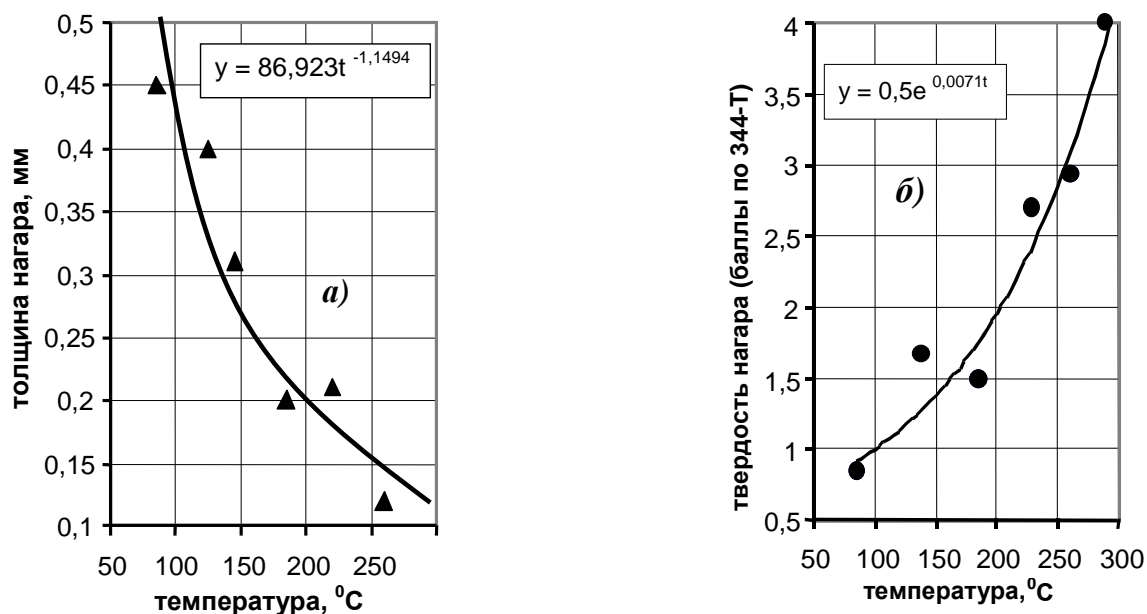 толщина нагара, мм
0,5
0,45
0,4
0,35
0,3
0,25
0,2
0,15
0,1
y = 86,923t -1,1494
а)
50 100 150 200 250
температура, ⁰С
твердость нагара (баллы по 344-Т)
4
3,5
3
2,5
2
1,5
1
0,5
y = 0,5e 0,0071t
б)
50 100 150 200 250 300
температура,⁰С